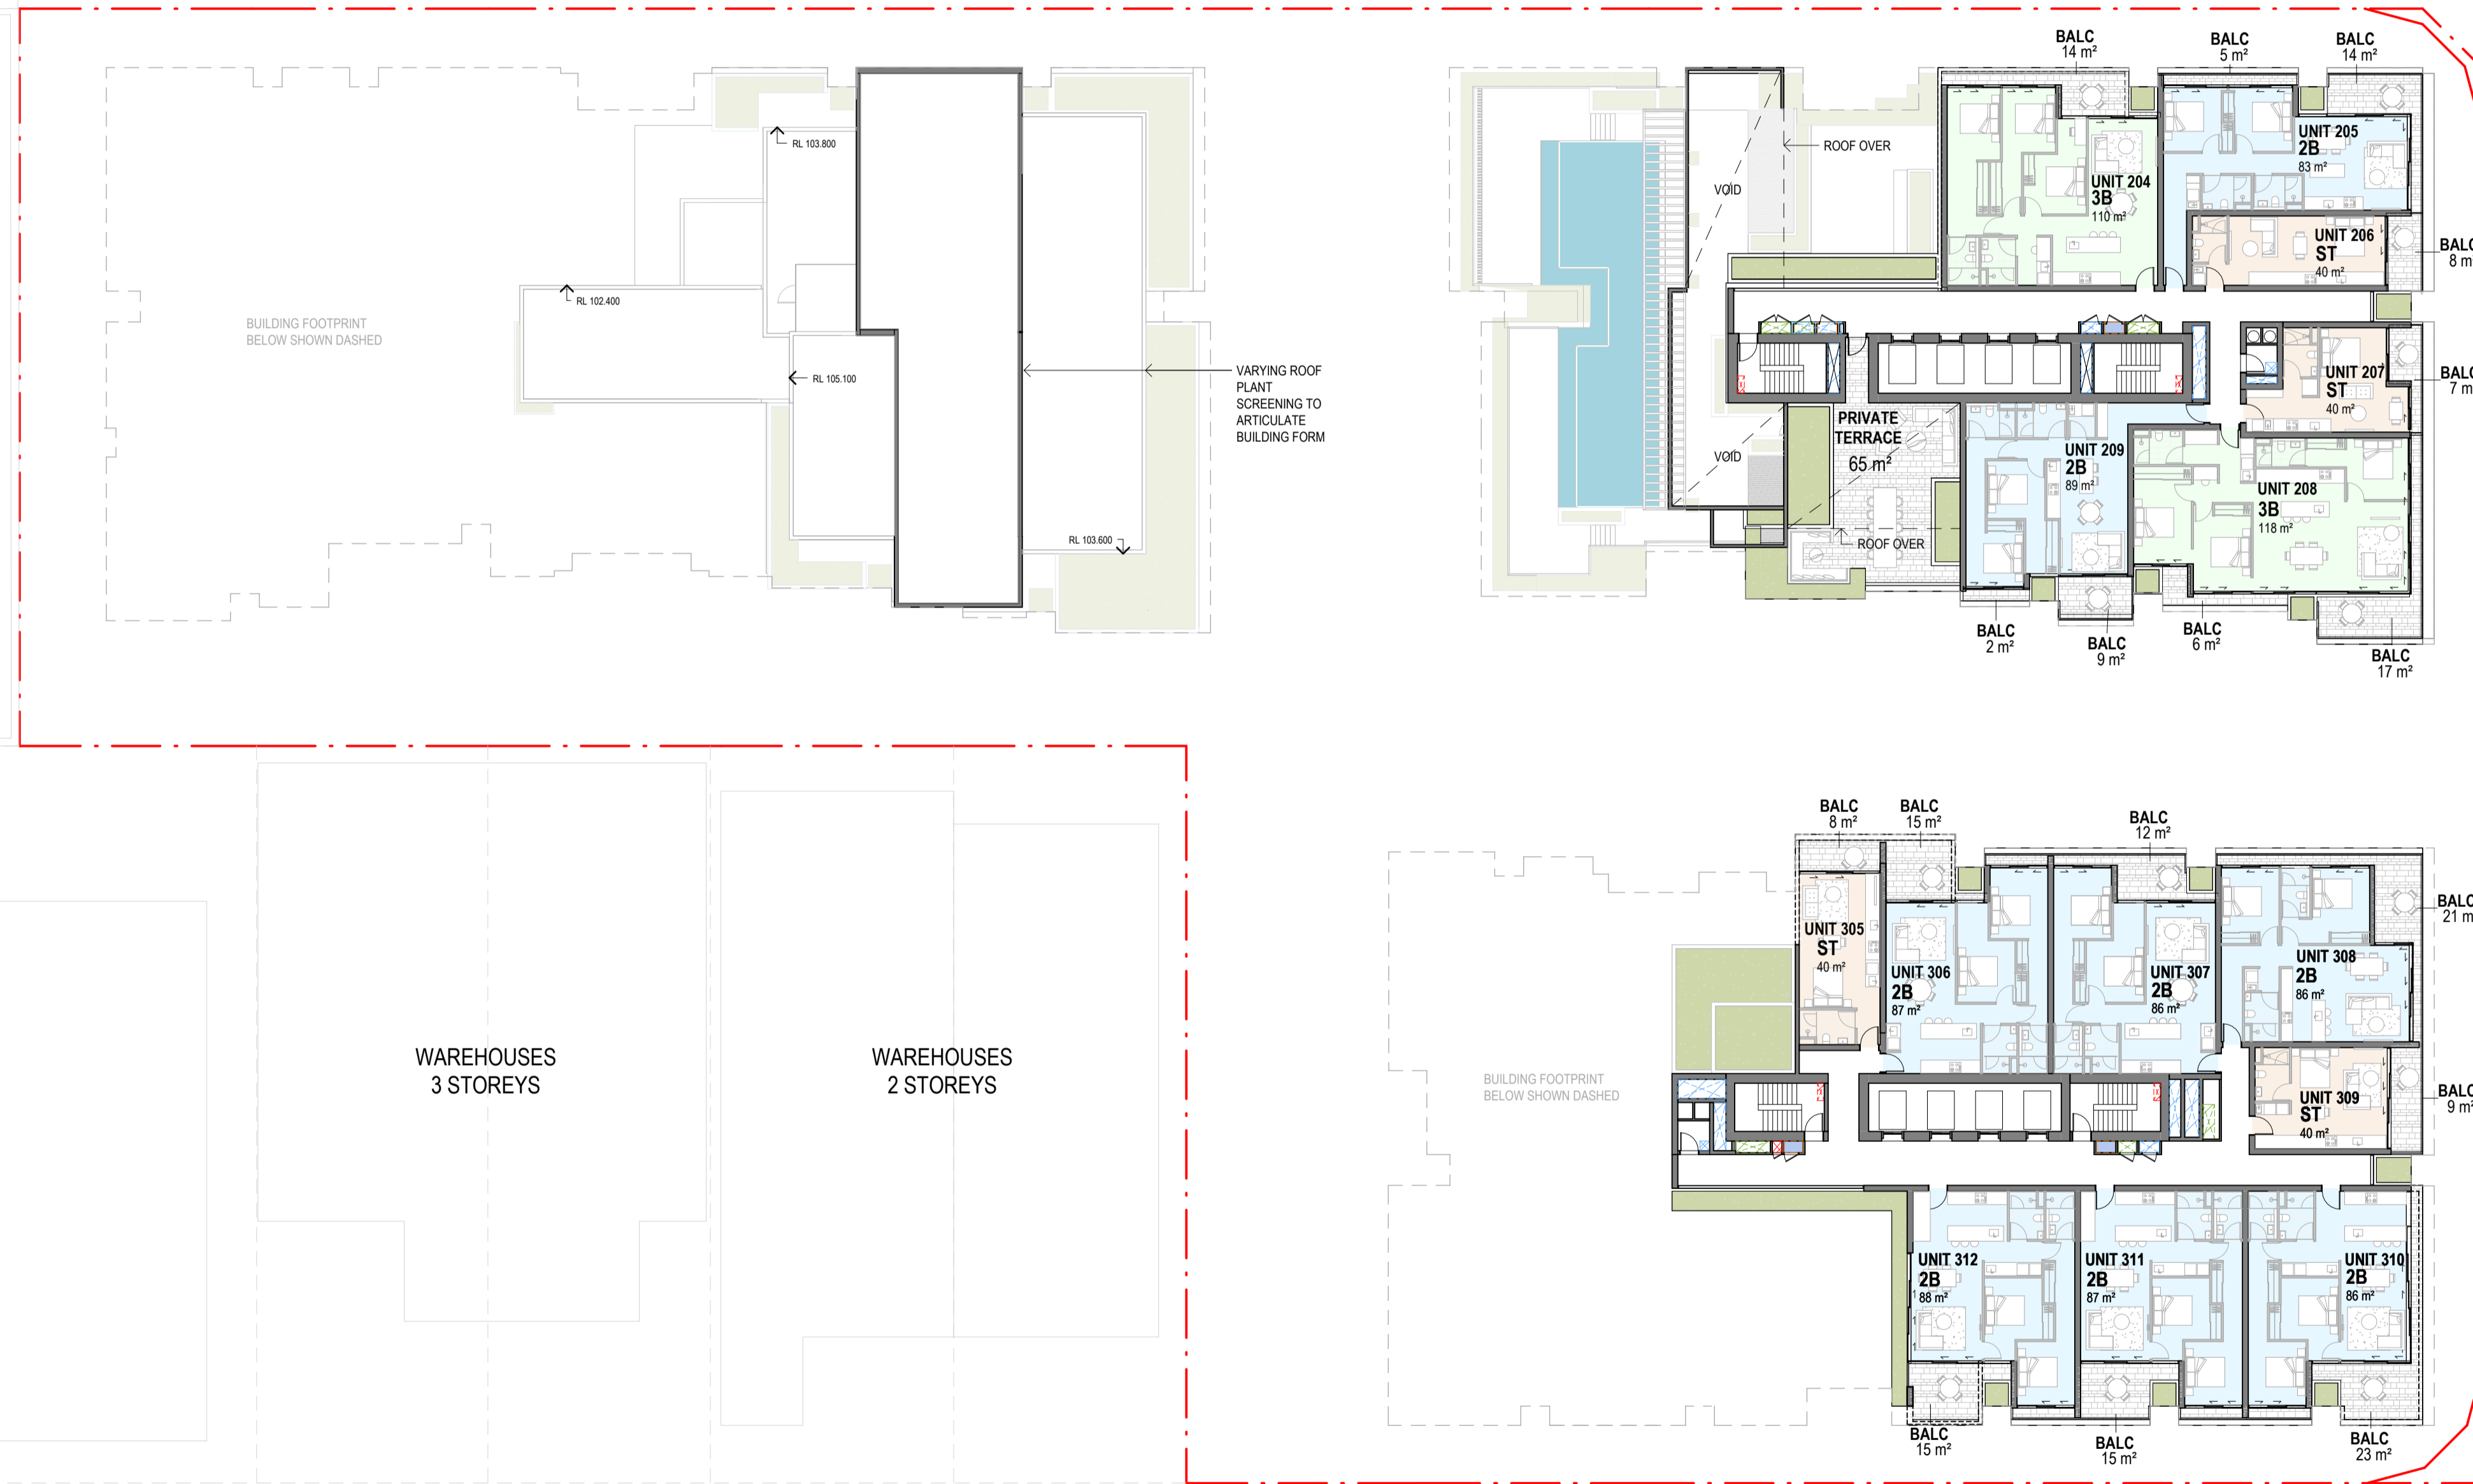 BALC
14 m²
BALC
5 m²
BALC
14 m²
RL 103.800
ROOF OVER
VOID
UNIT 204
3B
110 m²
UNIT 205
2B
83 m²
UNIT 206
ST
40 m²
BALC
8 m
RL 102.400
BUILDING FOOTPRINT
BELOW SHOWN DASHED
RL 105.100
VARYING ROOF
PLANT
SCREENING TO
ARTICULATE
BUILDING FORM
UNIT 207
ST
40 m²
BALC
7 m
PRIVATE
TERRACE
65 m²
VOID
UNIT 209
2B
89 m²
UNIT 208
3B
118 m²
RL 103.600
ROOF OVER
BALC
2 m²
BALC
9 m²
BALC
6 m²
BALC
17 m²
BALC
8 m²
BALC
15 m²
BALC
12 m²
BALC
21 m
UNIT 305
ST
40 m²
UNIT 306
2B
87 m²
UNIT 307
2B
86 m²
UNIT 308
2B
86 m²
WAREHOUSES
3 STOREYS
WAREHOUSES
2 STOREYS
BUILDING FOOTPRINT
BELOW SHOWN DASHED
UNIT 309
ST
40 m²
BALC
9 m²
UNIT 312
2B
88 m²
UNIT 311
2B
87 m²
UNIT 310
2B
86 m²
BALC
15 m²
BALC
15 m²
BALC
23 m²